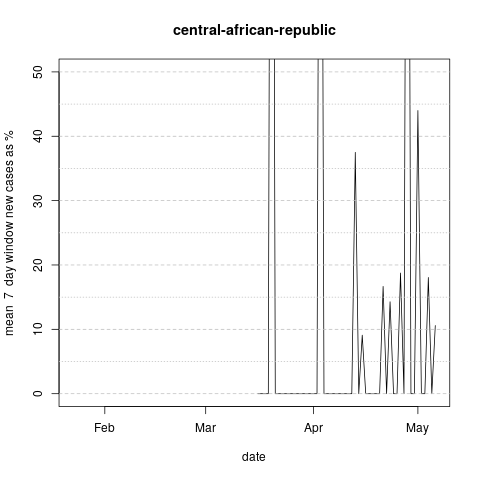 central-african-republic
mean  7  day window new cases as %
50
40
30
20
10
0
Feb
Mar
Apr
May
date